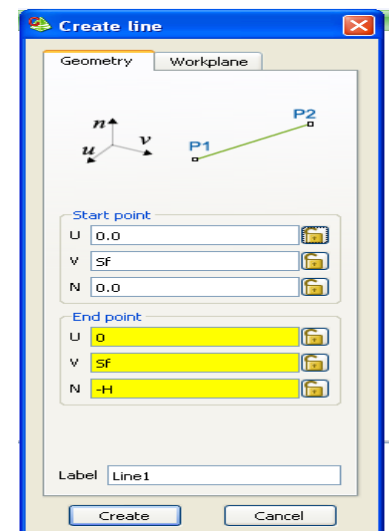 Create line
Geometry Workplane
n
v
u
P1
P2
Start point
U 0.0
V Sf
N 0.0
End point
U 0
V Sf
N -H
Label Line1
Create Cancel